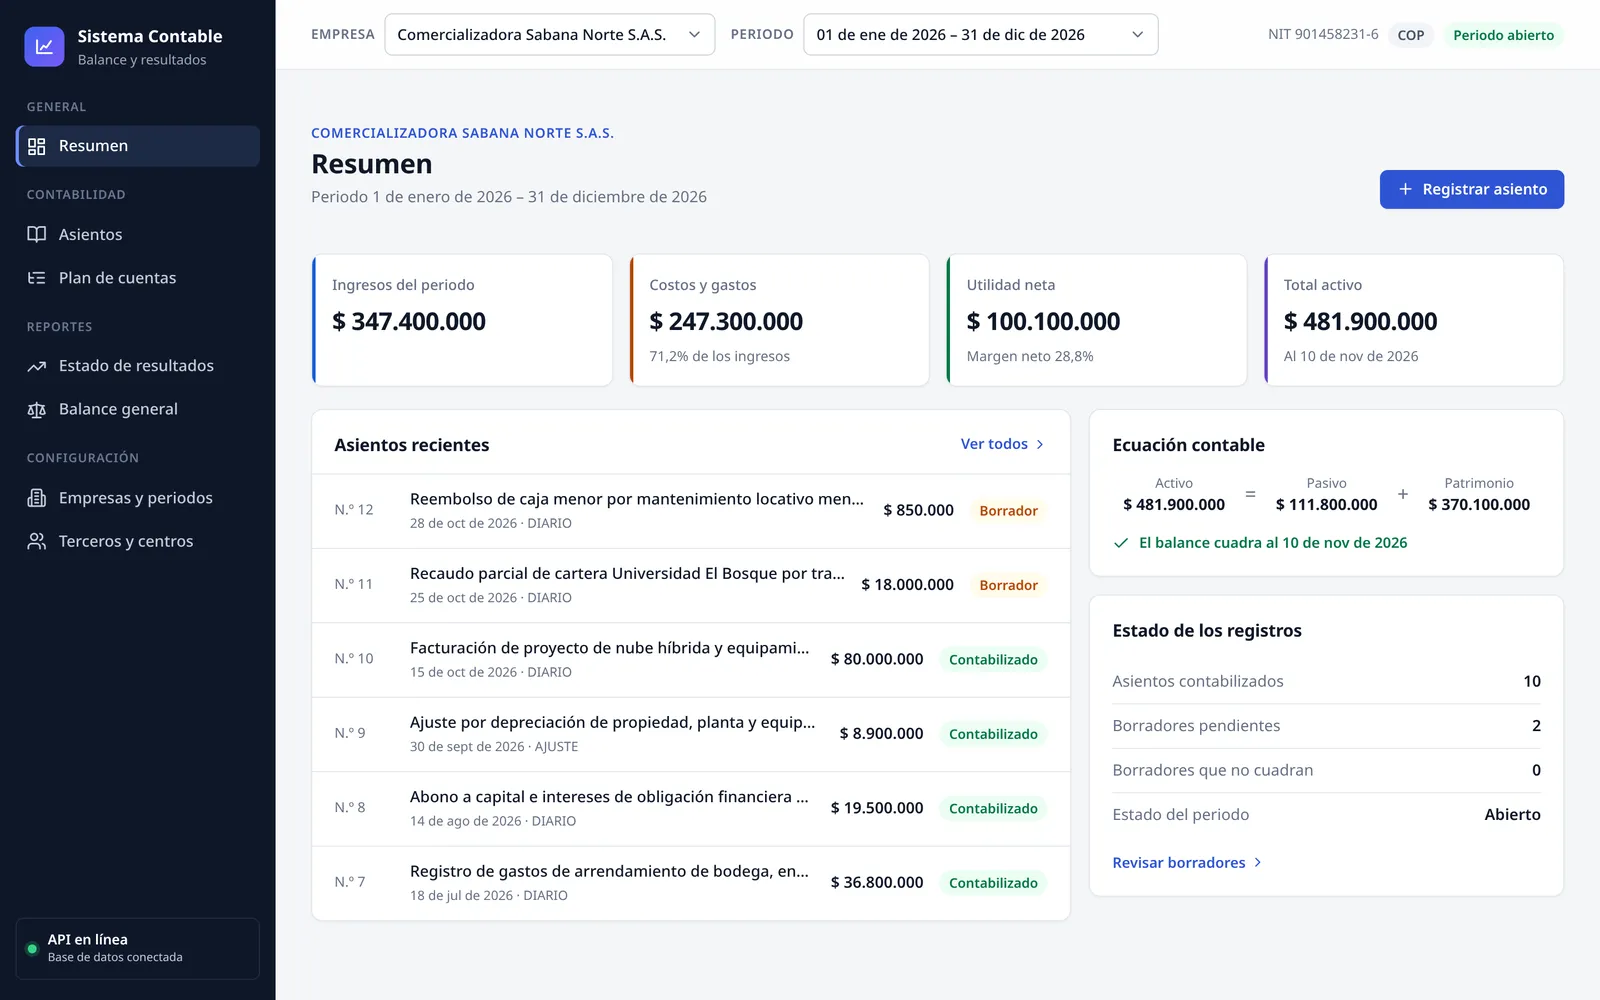 Sistema Contable
Balance y resultados
GENERAL
Resumen
CONTABILIDAD
Asientos
Plan de cuentas
REPORTES
Estado de resultados
Balance general
CONFIGURACIÓN
Empresas y periodos
Terceros y centros
API en línea
Base de datos conectada
EMPRESA Comercializadora Sabana Norte S.A.S. PERIODO 01 de ene de 2026 – 31 de dic de 2026 NIT 901458231-6 COP Periodo abierto
COMERCIALIZADORA SABANA NORTE S.A.S.
Resumen
Periodo 1 de enero de 2026 – 31 de diciembre de 2026
Registrar asiento
Ingresos del periodo
$ 347.400.000
Costos y gastos
$ 247.300.000
71,2% de los ingresos
Utilidad neta
$ 100.100.000
Margen neto 28,8%
Total activo
$ 481.900.000
Al 10 de nov de 2026
Asientos recientes Ver todos
N.º 12 Reembolso de caja menor por mantenimiento locativo men... $ 850.000 Borrador
28 de oct de 2026 · DIARIO
N.º 11 Recaudo parcial de cartera Universidad El Bosque por tra... $ 18.000.000 Borrador
25 de oct de 2026 · DIARIO
N.º 10 Facturación de proyecto de nube híbrida y equipami... $ 80.000.000 Contabilizado
15 de oct de 2026 · DIARIO
N.º 9 Ajuste por depreciación de propiedad, planta y equip... $ 8.900.000 Contabilizado
30 de sept de 2026 · AJUSTE
N.º 8 Abono a capital e intereses de obligación financiera ... $ 19.500.000 Contabilizado
14 de ago de 2026 · DIARIO
N.º 7 Registro de gastos de arrendamiento de bodega, en... $ 36.800.000 Contabilizado
18 de jul de 2026 · DIARIO
Ecuación contable
Activo Pasivo Patrimonio
$ 481.900.000 = $ 111.800.000 + $ 370.100.000
El balance cuadra al 10 de nov de 2026
Estado de los registros
Asientos contabilizados 10
Borradores pendientes 2
Borradores que no cuadran 0
Estado del periodo Abierto
Revisar borradores